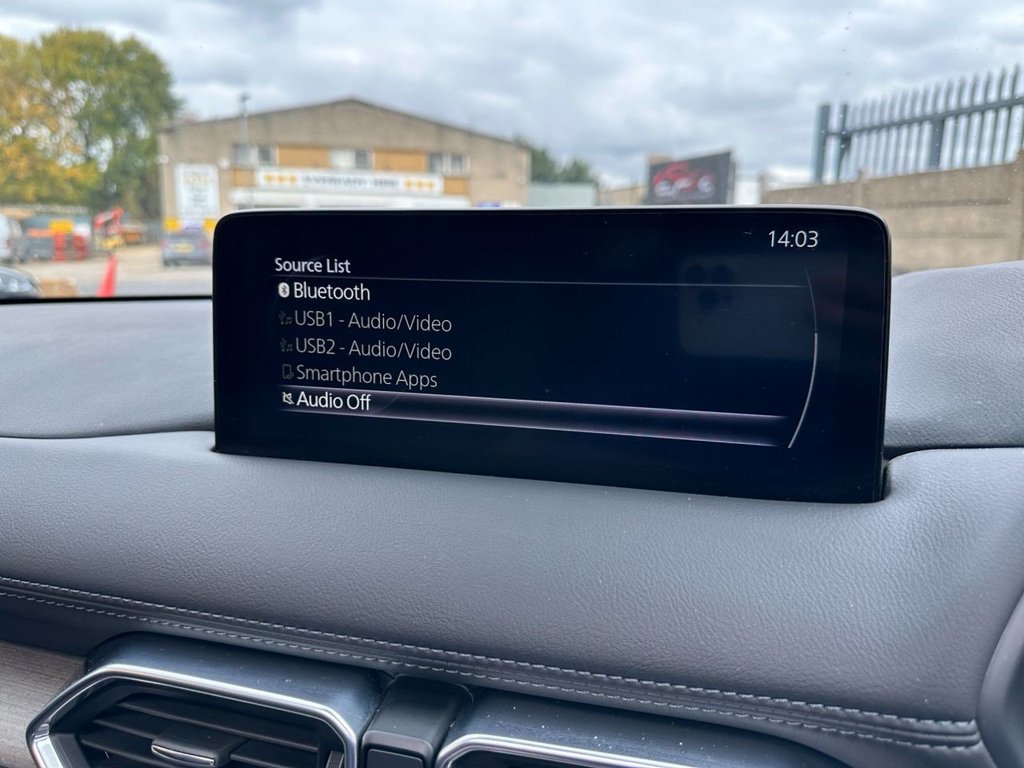 14:03
Source List
Bluetooth
USB1 - Audio/Video
USB2 - Audio/Video
Smartphone Apps
Audio Off